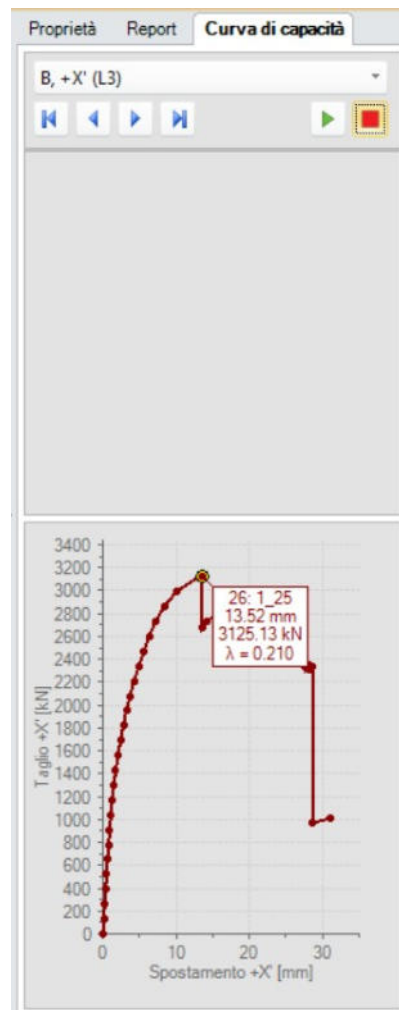 Proprietà Report Curva di capacità
B, +X' (L3)
3400
3200
3000
2800
2600
2400
2200
2000
1800
1600
1400
1200
1000
800
600
400
200
0
Taglio +X' [kN]
26: 1_25
13.52 mm
3125.13 kN
λ = 0.210
0 10 20 30
Spostamento +X' [mm]